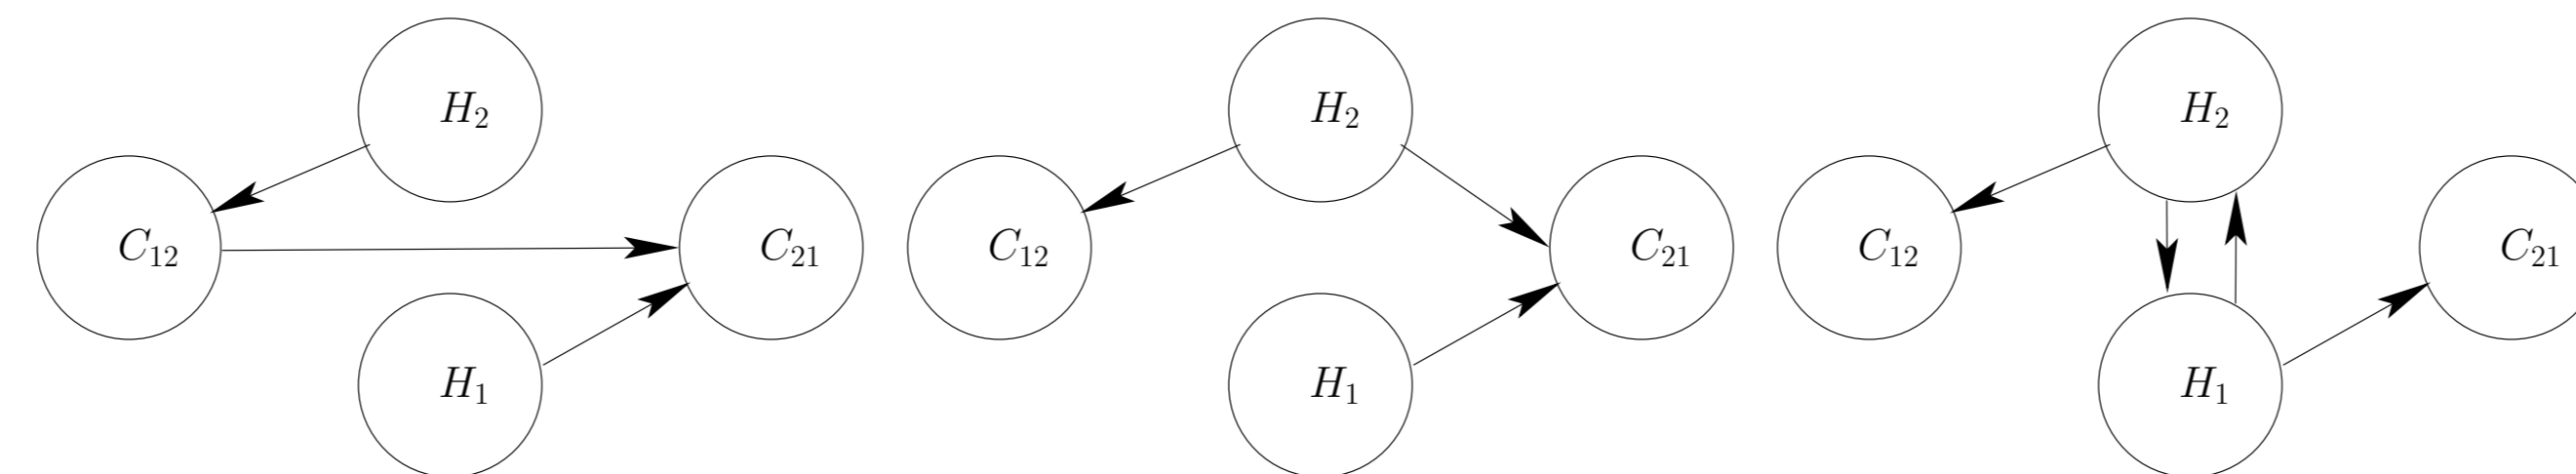 H₂ H₂ H₂
C₁₂ C₂₁ C₁₂ C₂₁ C₁₂ C₂₁
H₁ H₁ H₁